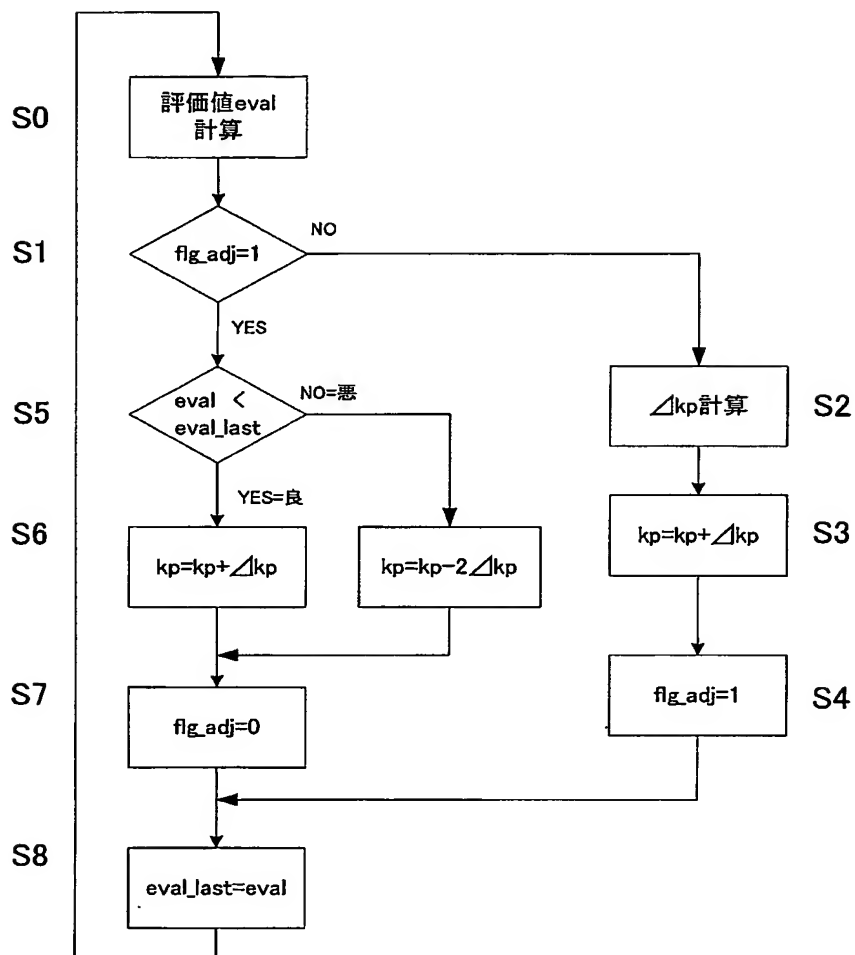 S0
評価値eval
計算
S1
flg_adj=1
NO
YES
S5
eval <
eval_last
NO=悪
YES=良
⊿kp計算
S2
S6
kp=kp+⊿kp
kp=kp-2⊿kp
kp=kp+⊿kp
S3
S7
flg_adj=0
flg_adj=1
S4
S8
eval_last=eval